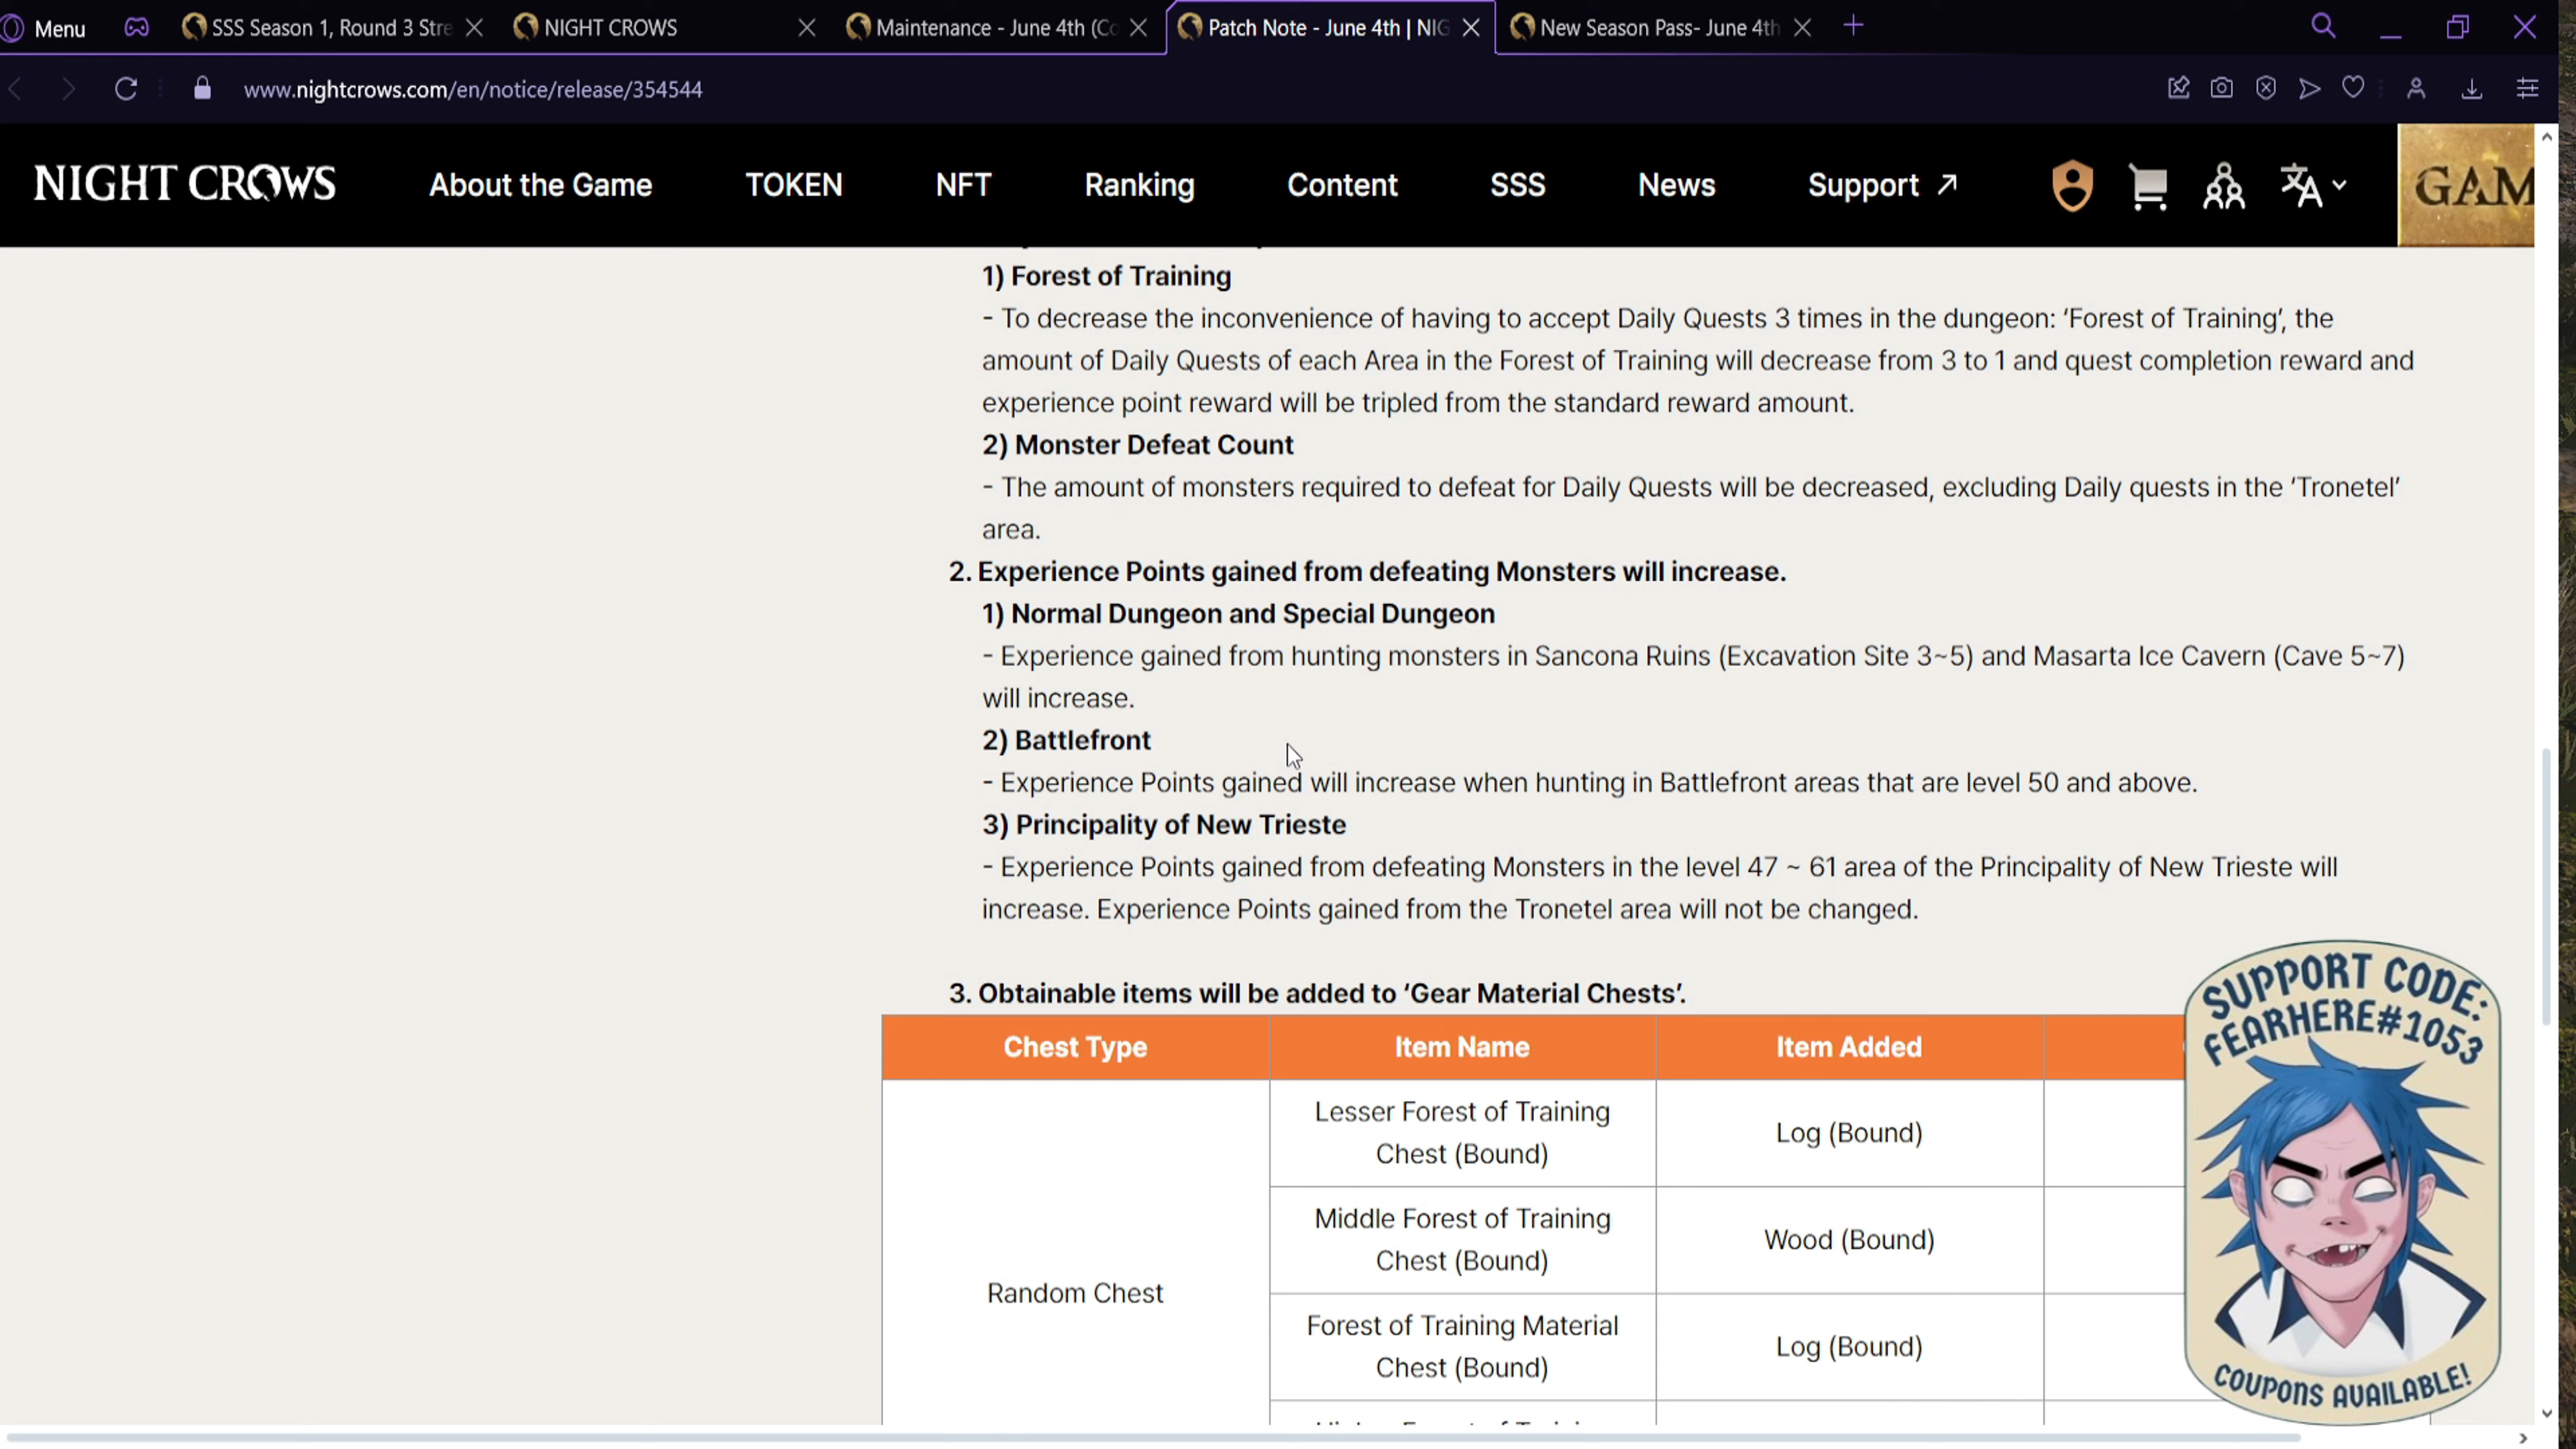 Menu
SSS Season 1, Round 3 Stre
NIGHT CROWS
Maintenance - June 4th (Co
Patch Note - June 4th | NIG
New Season Pass- June 4th
www.nightcrows.com/en/notice/release/354544
NIGHT CROWS
About the Game
TOKEN
NFT
Ranking
Content
SSS
News
Support
GAM
1) Forest of Training
- To decrease the inconvenience of having to accept Daily Quests 3 times in the dungeon: ‘Forest of Training’, the
amount of Daily Quests of each Area in the Forest of Training will decrease from 3 to 1 and quest completion reward and
experience point reward will be tripled from the standard reward amount.
2) Monster Defeat Count
- The amount of monsters required to defeat for Daily Quests will be decreased, excluding Daily quests in the ‘Tronetel’
area.
2. Experience Points gained from defeating Monsters will increase.
1) Normal Dungeon and Special Dungeon
- Experience gained from hunting monsters in Sancona Ruins (Excavation Site 3~5) and Masarta Ice Cavern (Cave 5~7)
will increase.
2) Battlefront
- Experience Points gained will increase when hunting in Battlefront areas that are level 50 and above.
3) Principality of New Trieste
- Experience Points gained from defeating Monsters in the level 47 ~ 61 area of the Principality of New Trieste will
increase. Experience Points gained from the Tronetel area will not be changed.
3. Obtainable items will be added to ‘Gear Material Chests’.
Chest Type
Item Name
Item Added
Random Chest
Lesser Forest of Training
Chest (Bound)
Log (Bound)
Middle Forest of Training
Chest (Bound)
Wood (Bound)
Forest of Training Material
Chest (Bound)
Log (Bound)
SUPPORT CODE:
FEARHERE#1053
COUPONS AVAILABLE!